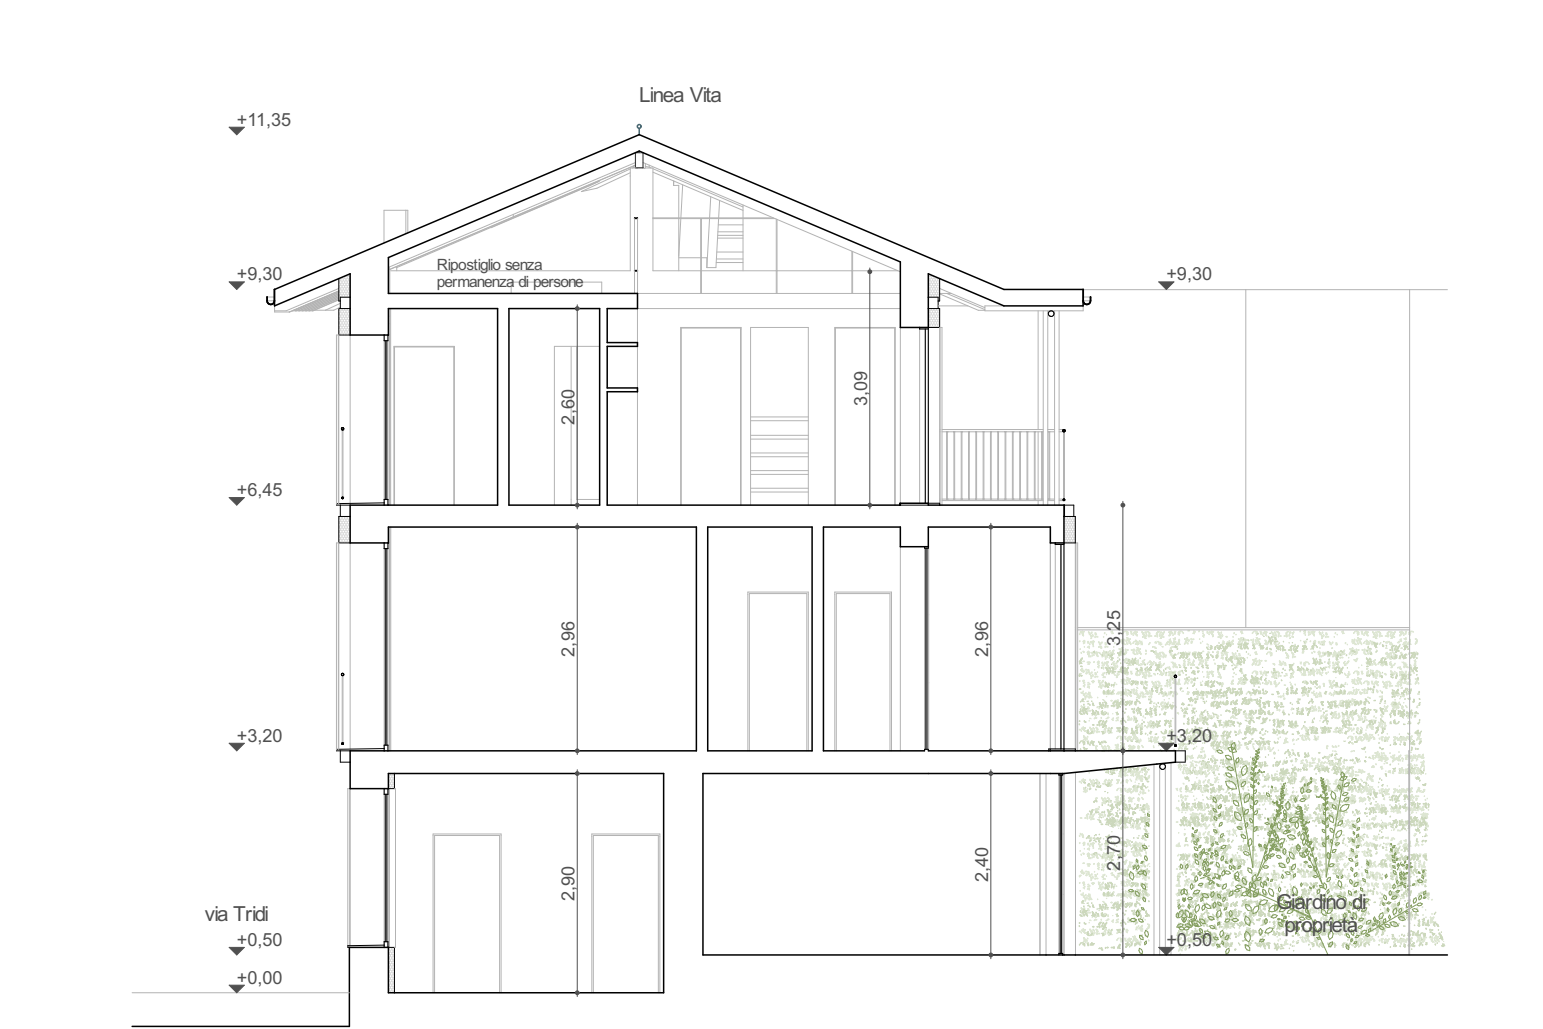 Linea Vita
+11,35
Ripostiglio senza
permanenza di persone
+9,30
+9,30
2,60
3,09
+6,45
2,96
2,96
3,25
+3,20
+3,20
2,90
2,40
2,70
via Tridi
Giardino di
proprietà
+0,50
+0,50
+0,00